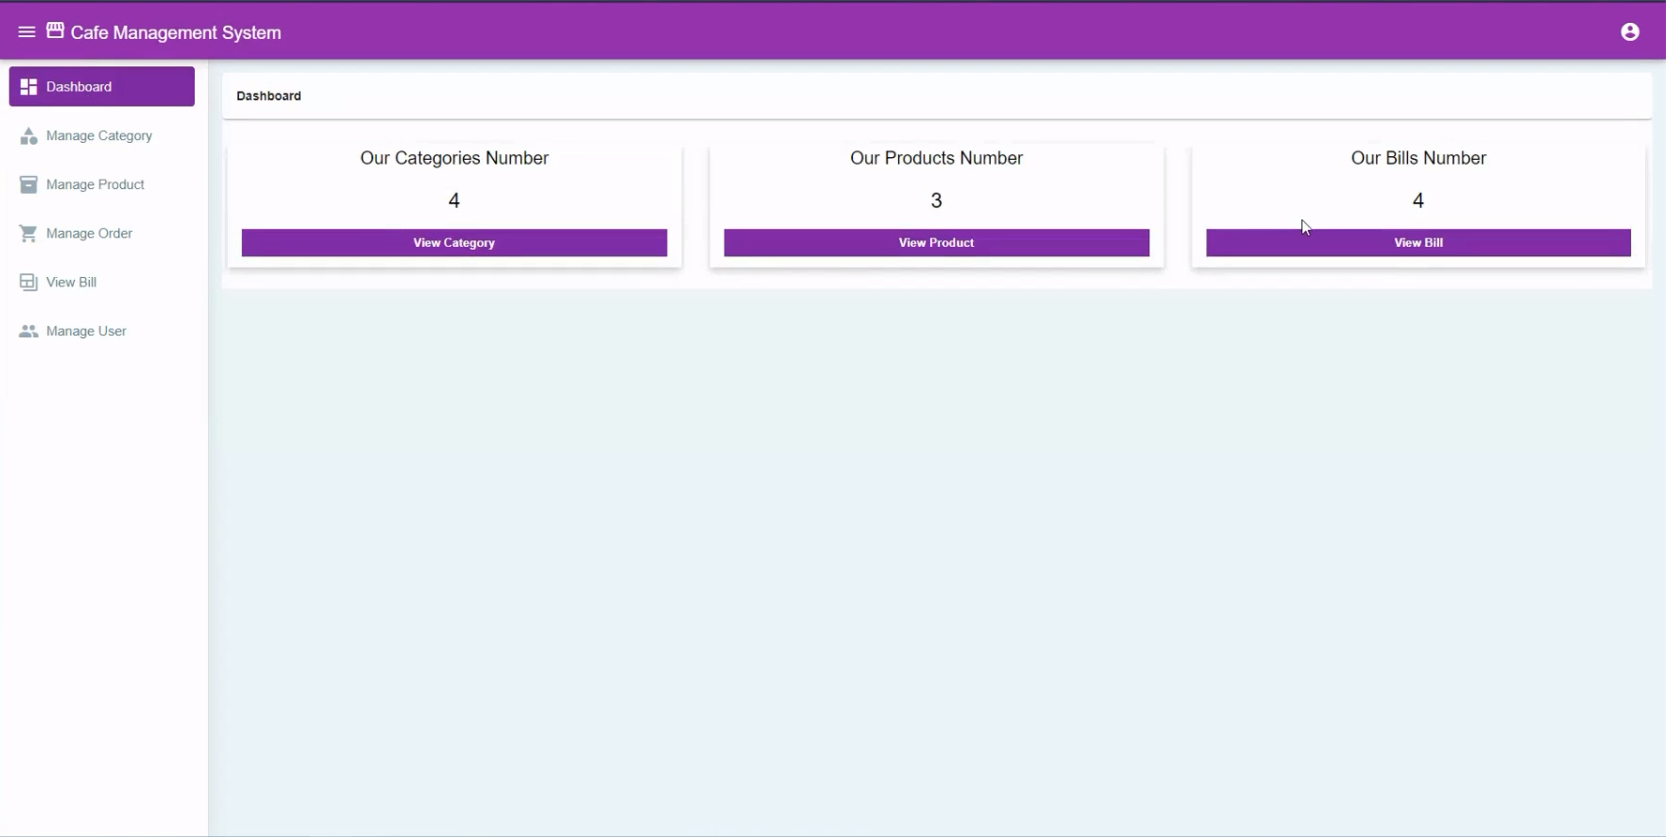 Cafe Management System
Dashboard
Manage Category
Manage Product
Manage Order
View Bill
Manage User
Dashboard
Our Categories Number
4
View Category
Our Products Number
3
View Product
Our Bills Number
4
View Bill